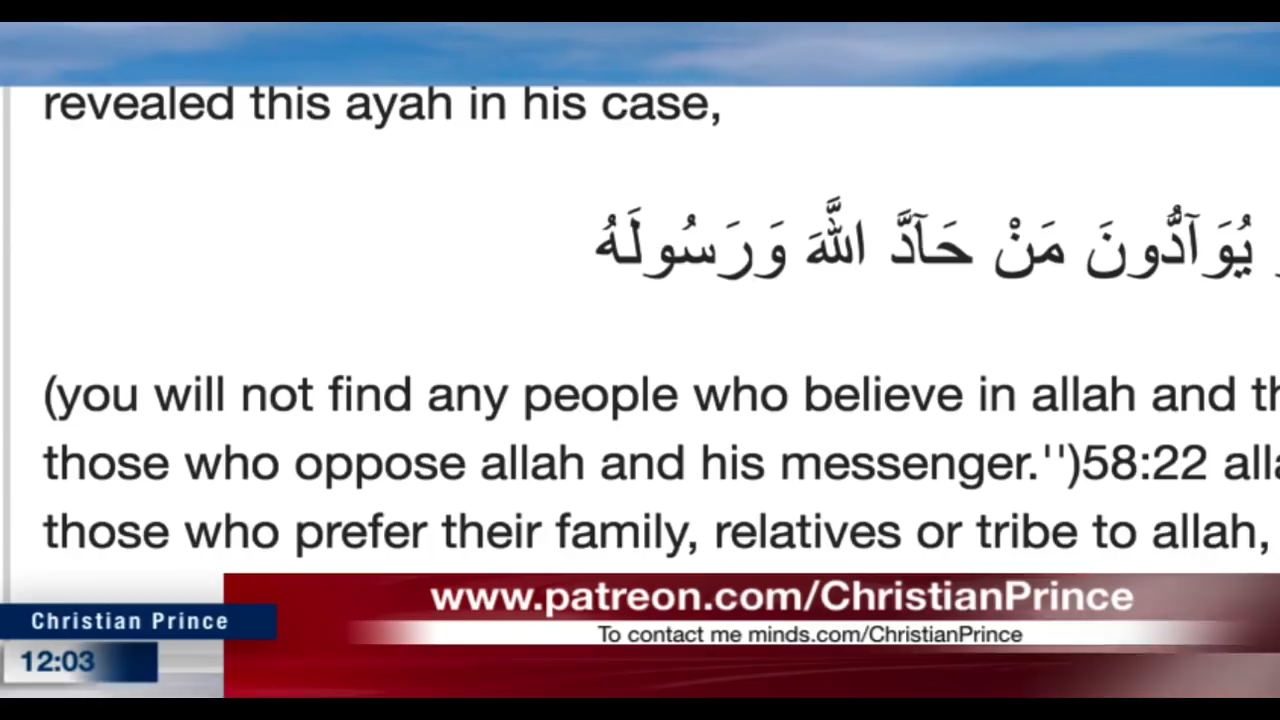 revealed this ayah in his case,
يُوَآدُّونَ مَنْ حَآدَّ اللَّهَ وَرَسُولَهُ
(you will not find any people who believe in allah and
those who oppose allah and his messenger.'')58:22
those who prefer their family, relatives or tribe to allah,
www.patreon.com/ChristianPrince
Christian Prince
To contact me minds.com/ChristianPrince
12:03